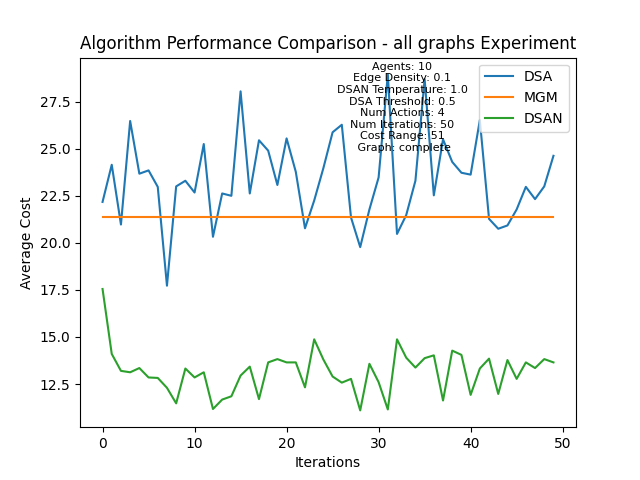 Algorithm Performance Comparison - all graphs Experiment
Agents: 10
Edge Density: 0.1
DSAN Temperature: 1.0
DSA Threshold: 0.5
Num Actions: 4
Num Iterations: 50
Cost Range: 51
Graph: complete
DSA
MGM
DSAN
Average Cost
27.5
25.0
22.5
20.0
17.5
15.0
12.5
0
10
20
30
40
50
Iterations